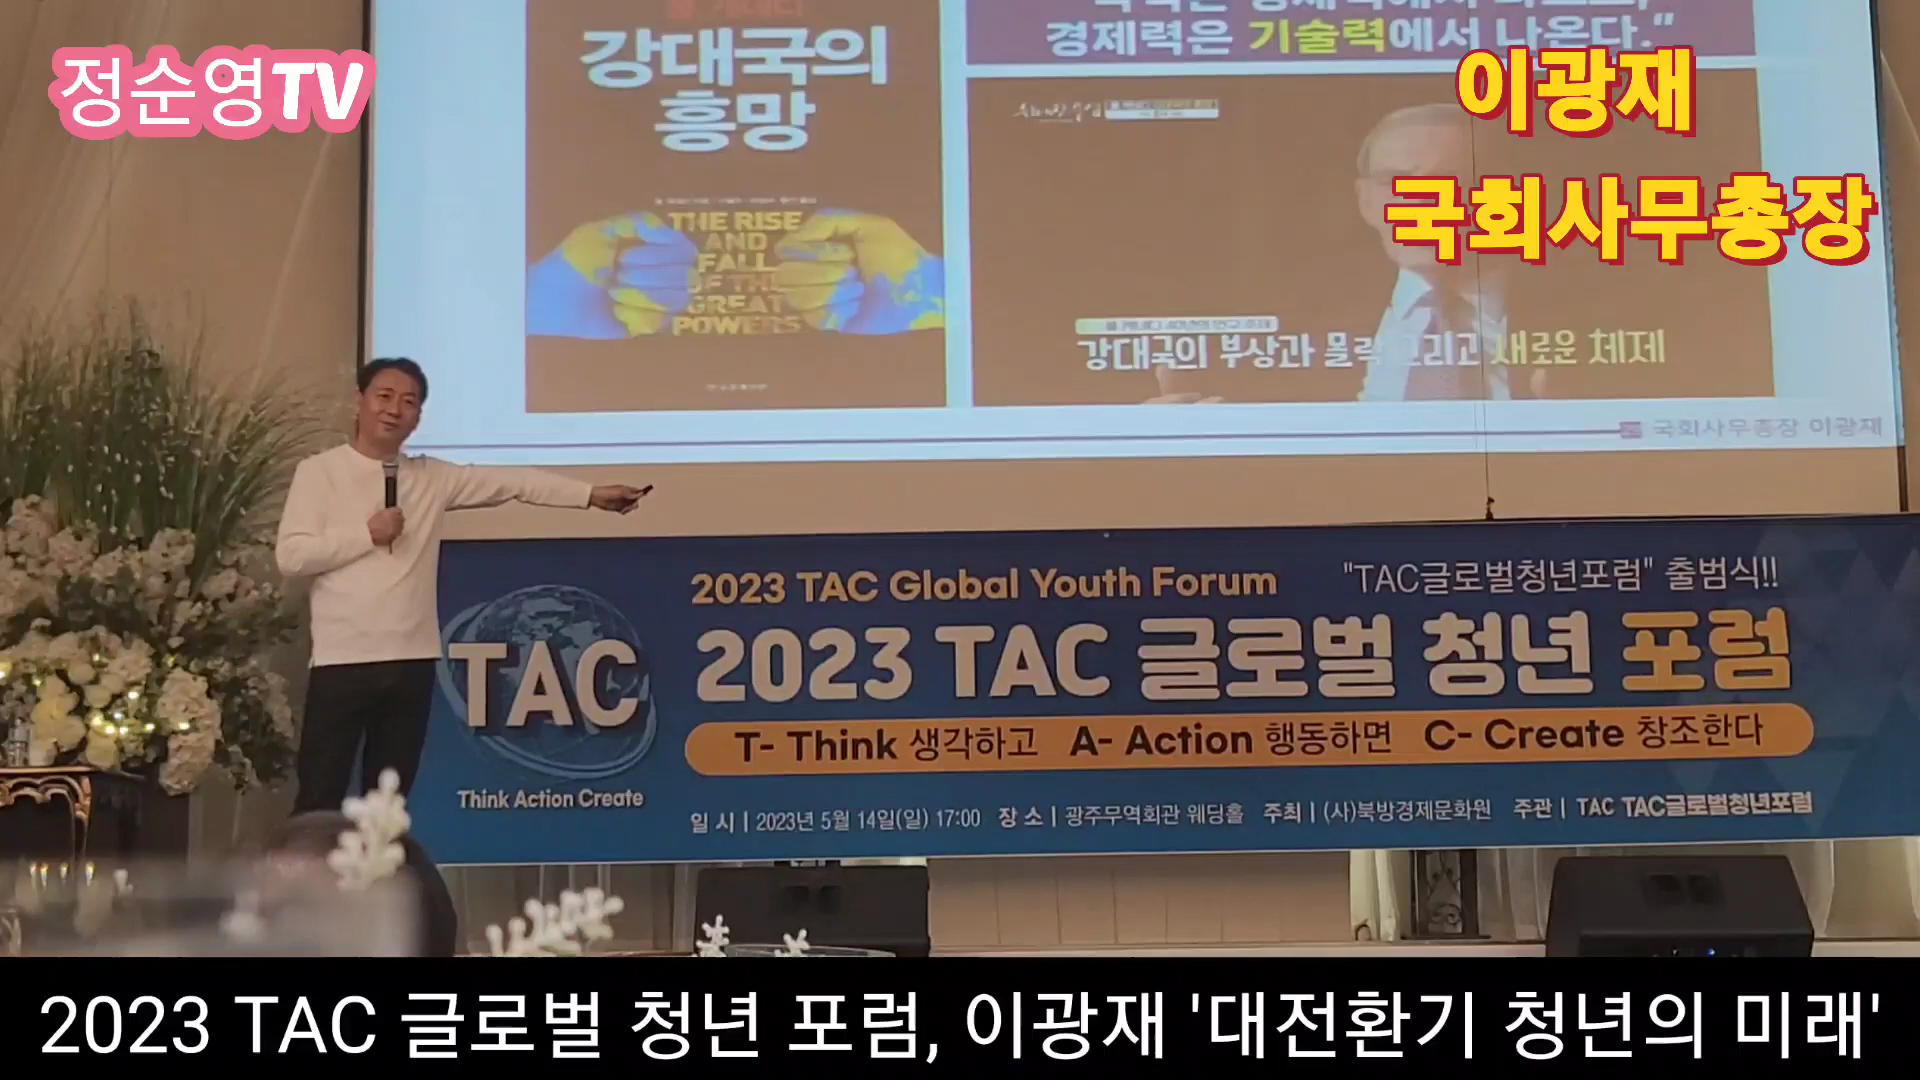 정순영TV
이광재
국회사무총장
강대국의
흥망
THE RISE
AND
FALL
OF THE
GREAT
POWERS
경제력은 기술력에서 나온다."
강대국의 부상과 몰락 그리고 새로운 체제
국회사무총장 이광재
2023 TAC Global Youth Forum
"TAC글로벌청년포럼" 출범식!!
TAC
Think Action Create
2023 TAC 글로벌 청년 포럼
T- Think 생각하고 A- Action 행동하면 C- Create 창조한다
일 시 | 2023년 5월 14일(일) 17:00 장 소 | 광주무역회관 웨딩홀 주최 | (사)북방경제문화원 주관 | TAC TAC글로벌청년포럼
2023 TAC 글로벌 청년 포럼, 이광재 '대전환기 청년의 미래'